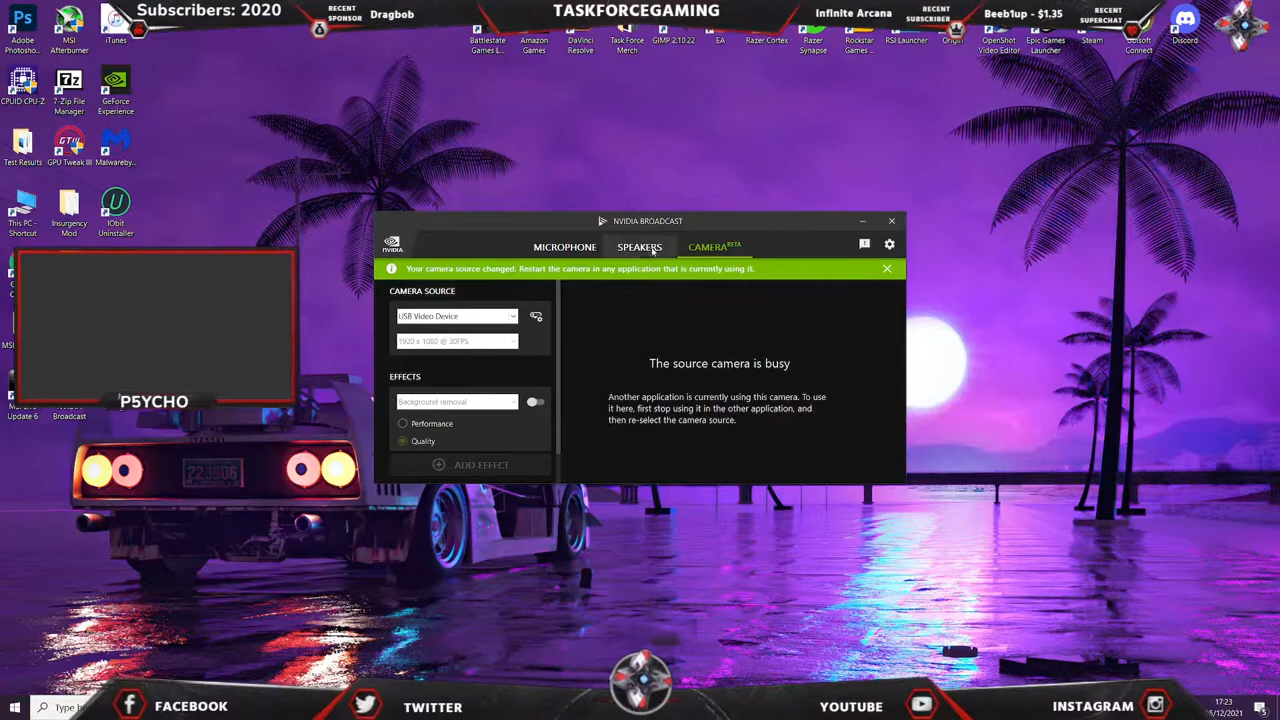 Subscribers: 2020
RECENT
SPONSOR
Dragbob
TASKFORCEGAMING
Infinite Arcana
RECENT
SUBSCRIBER
Beeb1up - $1.35
RECENT
SUPERCHAT
Adobe
Photosho...
MSI
Afterburner
iTunes
Battlestate
Games L...
Amazon
Games
DaVinci
Resolve
Task Force
Merch
GIMP 2.10.22
EA
Razer Cortex
Razer
Synapse
Rockstar
Games ...
RSI Launcher
Origin
OpenShot
Video Editor
Epic Games
Launcher
Steam
Ubisoft
Connect
Discord
CPUID CPU-Z
7-Zip File
Manager
GeForce
Experience
Test Results
GPU Tweak III
Malwareby...
This PC -
Shortcut
Insurgency
Mod
IObit
Uninstaller
Update 6
Broadcast
P5YCHO
223506
NVIDIA BROADCAST
NVIDIA.
MICROPHONE
SPEAKERS
CAMERA BETA
Your camera source changed. Restart the camera in any application that is currently using it.
CAMERA SOURCE
USB Video Device
1920 x 1080 @ 30FPS
EFFECTS
Background removal
Performance
Quality
ADD EFFECT
The source camera is busy
Another application is currently using this camera. To use
it here, first stop using it in the other application, and
then re-select the camera source.
Type
FACEBOOK
TWITTER
YOUTUBE
INSTAGRAM
17:23
05/12/2021
5